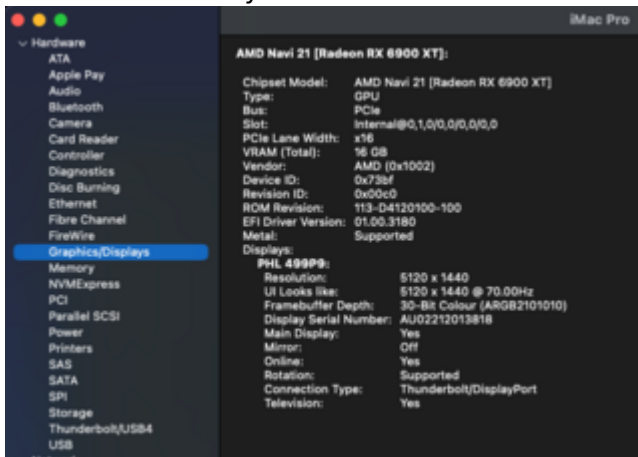 iMac Pro
Hardware
ATA
Apple Pay
Audio
Bluetooth
Camera
Card Reader
Controller
Diagnostics
Disc Burning
Ethernet
Fibre Channel
FireWire
Graphics/Displays
Memory
NVMExpress
PCI
Parallel SCSI
Power
Printers
SAS
SATA
SPI
Storage
Thunderbolt/USB4
USB
AMD Navi 21 [Radeon RX 6900 XT]:
Chipset Model: AMD Navi 21 [Radeon RX 6900 XT]
Type: GPU
Bus: PCIe
Slot: Internal@0,1,0/0,0/0,0/0,0
PCIe Lane Width: x16
VRAM (Total): 16 GB
Vendor: AMD (0x1002)
Device ID: 0x73bf
Revision ID: 0x00c0
ROM Revision: 113-D4120100-100
EFI Driver Version: 01.00.3180
Metal: Supported
Displays:
PHL 499P9:
Resolution: 5120 x 1440
UI Looks like: 5120 x 1440 @ 70.00Hz
Framebuffer Depth: 30-Bit Colour (ARGB2101010)
Display Serial Number: AU02212013818
Main Display: Yes
Mirror: Off
Online: Yes
Rotation: Supported
Connection Type: Thunderbolt/DisplayPort
Television: Yes